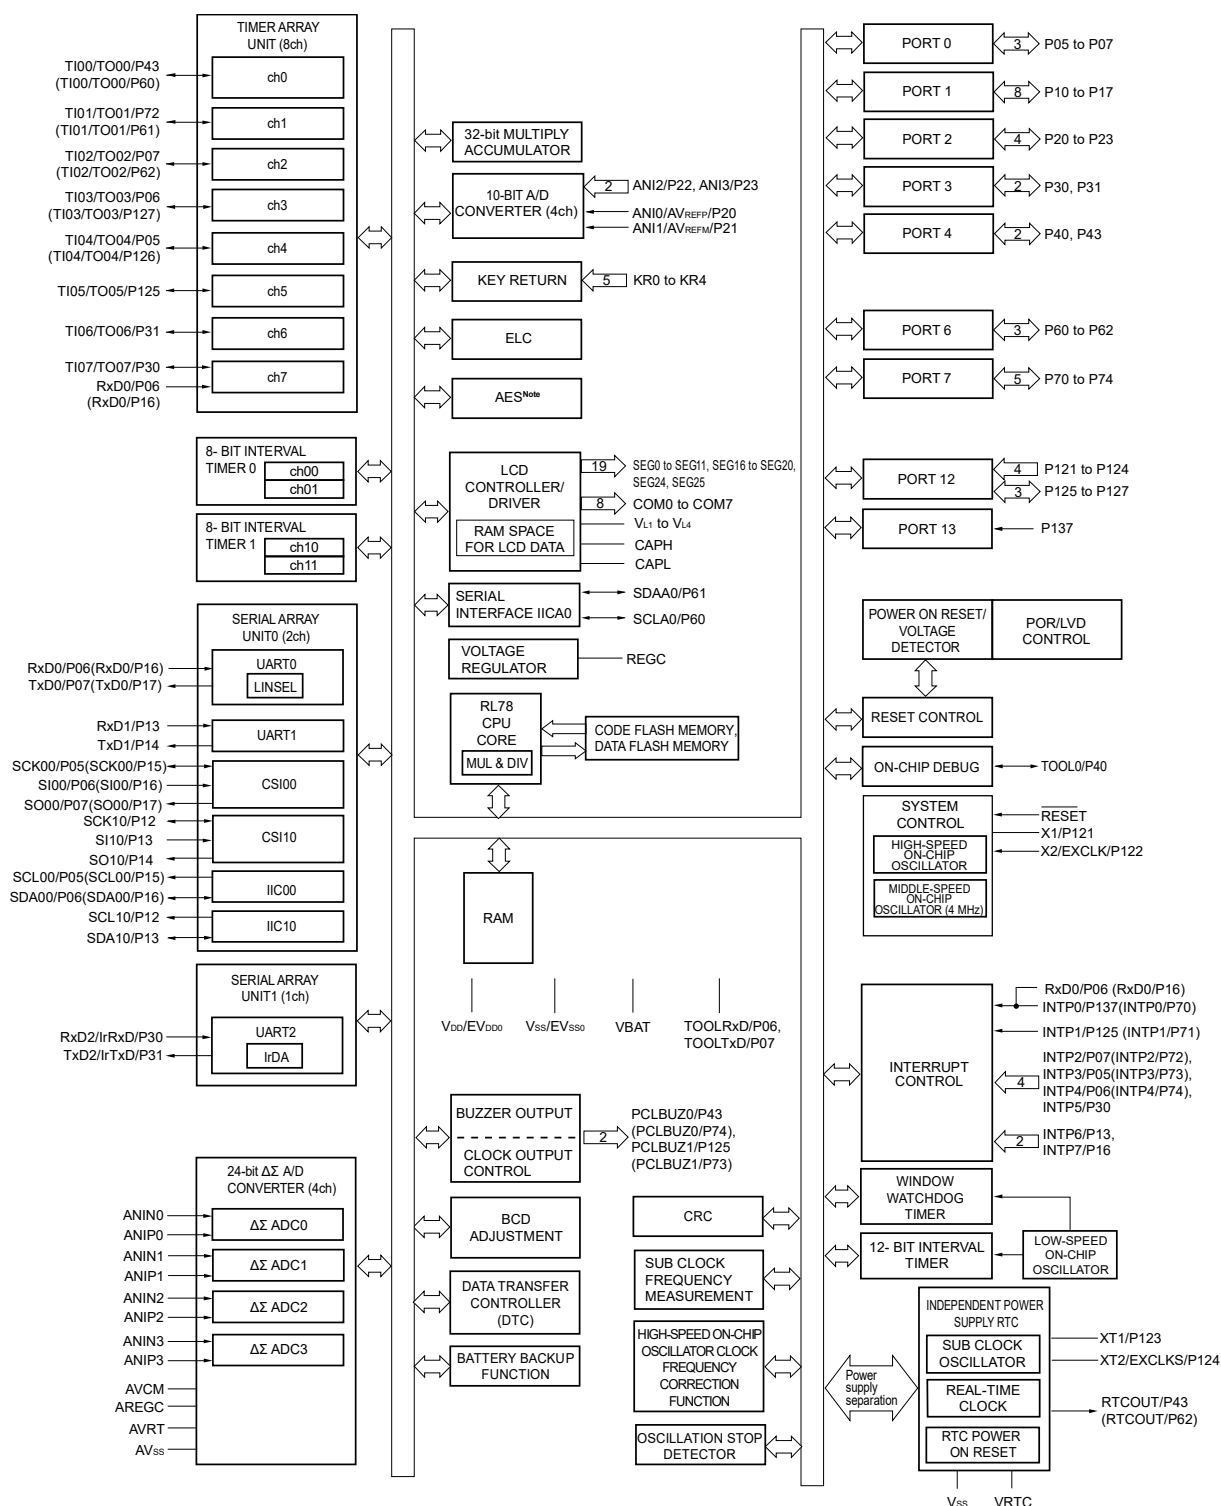 TIMER ARRAY
UNIT (8ch)
TI00/TO00/P43
(TI00/TO00/P60)
ch0
TI01/TO01/P72
(TI01/TO01/P61)
ch1
TI02/TO02/P07
(TI02/TO02/P62)
ch2
TI03/TO03/P06
(TI03/TO03/P127)
ch3
TI04/TO04/P05
(TI04/TO04/P126)
ch4
TI05/TO05/P125
ch5
TI06/TO06/P31
ch6
TI07/TO07/P30
RxD0/P06
(RxD0/P16)
ch7
8- BIT INTERVAL
TIMER 0
ch00
ch01
8- BIT INTERVAL
TIMER 1
ch10
ch11
SERIAL ARRAY
UNIT0 (2ch)
UART0
LINSEL
RxD0/P06(RxD0/P16)
TxD0/P07(TxD0/P17)
RxD1/P13
TxD1/P14
UART1
SCK00/P05(SCK00/P15)
SI00/P06(SI00/P16)
SO00/P07(SO00/P17)
CSI00
SCK10/P12
SI10/P13
SO10/P14
CSI10
SCL00/P05(SCL00/P15)
SDA00/P06(SDA00/P16)
IIC00
SCL10/P12
SDA10/P13
IIC10
SERIAL ARRAY
UNIT1 (1ch)
UART2
IrDA
RxD2/IrRxD/P30
TxD2/IrTxD/P31
24-bit ΔΣ A/D
CONVERTER (4ch)
ANIN0
ANIP0
ΔΣ ADC0
ANIN1
ANIP1
ΔΣ ADC1
ANIN2
ANIP2
ΔΣ ADC2
ANIN3
ANIP3
ΔΣ ADC3
AVCM
AREGC
AVRT
AVSS
32-bit MULTIPLY
ACCUMULATOR
10-BIT A/D
CONVERTER (4ch)
2
ANI2/P22, ANI3/P23
ANI0/AVREFP/P20
ANI1/AVREFM/P21
KEY RETURN
5
KR0 to KR4
ELC
AESNote
LCD
CONTROLLER/
DRIVER
RAM SPACE
FOR LCD DATA
19
SEG0 to SEG11, SEG16 to SEG20,
SEG24, SEG25
8
COM0 to COM7
VL1 to VL4
CAPH
CAPL
SERIAL
INTERFACE IICA0
SDAA0/P61
SCLA0/P60
VOLTAGE
REGULATOR
REGC
RL78
CPU
CORE
MUL & DIV
CODE FLASH MEMORY,
DATA FLASH MEMORY
RAM
VDD/EVDD0
VSS/EVSS0
VBAT
TOOLRxD/P06,
TOOLTxD/P07
BUZZER OUTPUT
CLOCK OUTPUT
CONTROL
2
PCLBUZ0/P43
(PCLBUZ0/P74),
PCLBUZ1/P125
(PCLBUZ1/P73)
BCD
ADJUSTMENT
DATA TRANSFER
CONTROLLER
(DTC)
BATTERY BACKUP
FUNCTION
CRC
SUB CLOCK
FREQUENCY
MEASUREMENT
HIGH-SPEED ON-CHIP
OSCILLATOR CLOCK
FREQUENCY
CORRECTION
FUNCTION
OSCILLATION STOP
DETECTOR
PORT 0
3
P05 to P07
PORT 1
8
P10 to P17
PORT 2
4
P20 to P23
PORT 3
2
P30, P31
PORT 4
2
P40, P43
PORT 6
3
P60 to P62
PORT 7
5
P70 to P74
PORT 12
4
P121 to P124
3
P125 to P127
PORT 13
P137
POWER ON RESET/
VOLTAGE
DETECTOR
POR/LVD
CONTROL
RESET CONTROL
ON-CHIP DEBUG
TOOL0/P40
SYSTEM
CONTROL
HIGH-SPEED
ON-CHIP
OSCILLATOR
MIDDLE-SPEED
ON-CHIP
OSCILLATOR (4 MHz)
RESET
X1/P121
X2/EXCLK/P122
INTERRUPT
CONTROL
RxD0/P06 (RxD0/P16)
INTP0/P137(INTP0/P70)
INTP1/P125 (INTP1/P71)
4
INTP2/P07(INTP2/P72),
INTP3/P05(INTP3/P73),
INTP4/P06(INTP4/P74),
INTP5/P30
2
INTP6/P13,
INTP7/P16
WINDOW
WATCHDOG
TIMER
12- BIT INTERVAL
TIMER
LOW-SPEED
ON-CHIP
OSCILLATOR
Power
supply
separation
INDEPENDENT POWER
SUPPLY RTC
SUB CLOCK
OSCILLATOR
REAL-TIME
CLOCK
RTC POWER
ON RESET
XT1/P123
XT2/EXCLKS/P124
RTCOUT/P43
(RTCOUT/P62)
VSS
VRTC